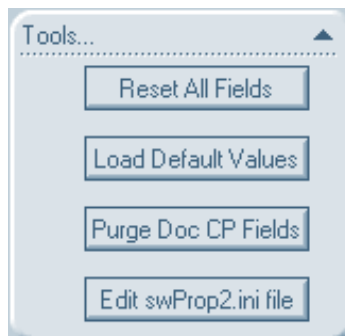 Tools...
Reset All Fields
Load Default Values
Purge Doc CP Fields
Edit swProp2.ini file